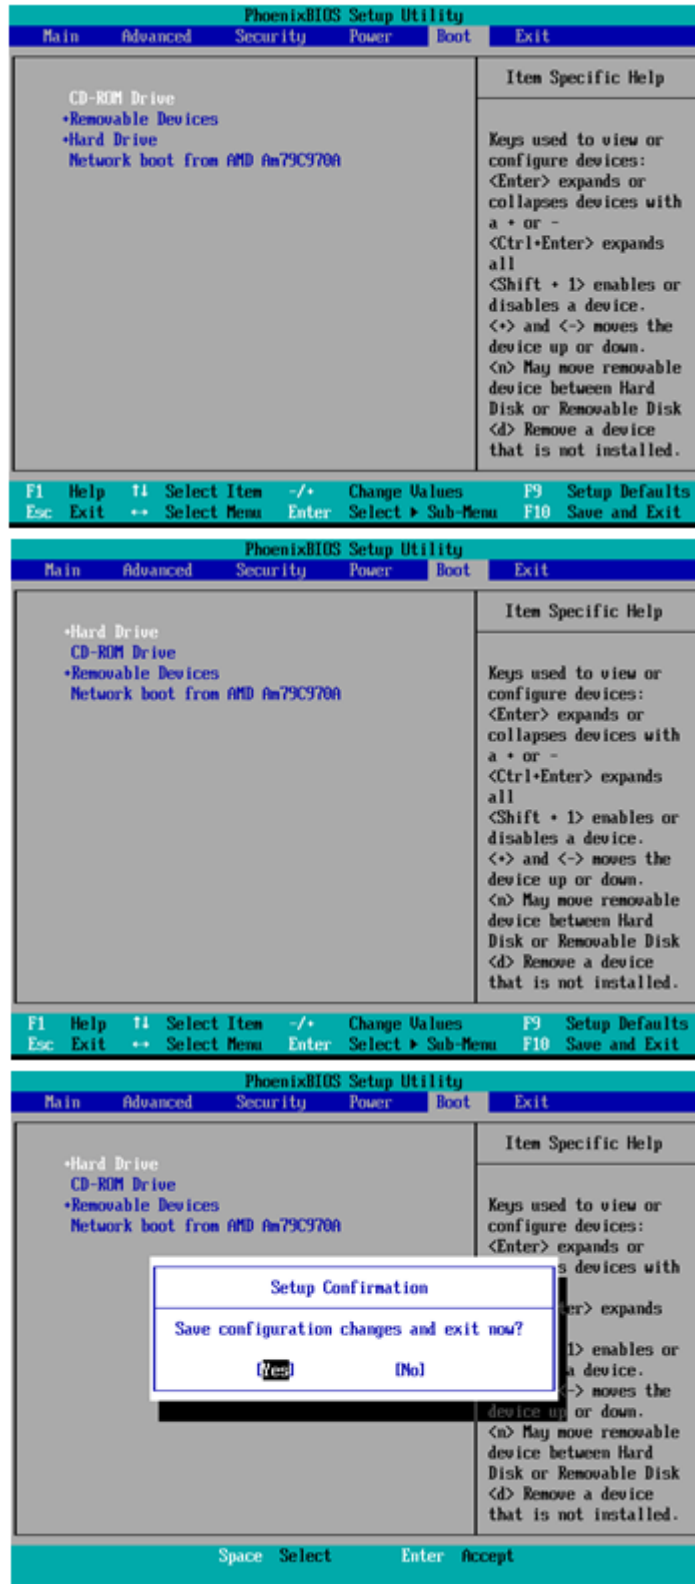 PhoenixBIOS Setup Utility
Main Advanced Security Power Boot Exit
Item Specific Help
CD-ROM Drive
+Removable Devices
+Hard Drive
Network boot from AMD Am79C970A
Keys used to view or
configure devices:
<Enter> expands or
collapses devices with
a + or -
<Ctrl+Enter> expands
all
<Shift + 1> enables or
disables a device.
<+> and <-> moves the
device up or down.
<n> May move removable
device between Hard
Disk or Removable Disk
<d> Remove a device
that is not installed.
F1 Help ↑↓ Select Item -/+ Change Values F9 Setup Defaults
Esc Exit ↔ Select Menu Enter Select ▶ Sub-Menu F10 Save and Exit
PhoenixBIOS Setup Utility
Main Advanced Security Power Boot Exit
Item Specific Help
+Hard Drive
CD-ROM Drive
+Removable Devices
Network boot from AMD Am79C970A
Keys used to view or
configure devices:
<Enter> expands or
collapses devices with
a + or -
<Ctrl+Enter> expands
all
<Shift + 1> enables or
disables a device.
<+> and <-> moves the
device up or down.
<n> May move removable
device between Hard
Disk or Removable Disk
<d> Remove a device
that is not installed.
F1 Help ↑↓ Select Item -/+ Change Values F9 Setup Defaults
Esc Exit ↔ Select Menu Enter Select ▶ Sub-Menu F10 Save and Exit
PhoenixBIOS Setup Utility
Main Advanced Security Power Boot Exit
Item Specific Help
+Hard Drive
CD-ROM Drive
+Removable Devices
Network boot from AMD Am79C970A
Keys used to view or
configure devices:
<Enter> expands or
s devices with
er> expands
1> enables or
a device.
-> moves the
device up or down.
<n> May move removable
device between Hard
Disk or Removable Disk
<d> Remove a device
that is not installed.
Setup Confirmation
Save configuration changes and exit now?
[Yes] [No]
Space Select Enter Accept